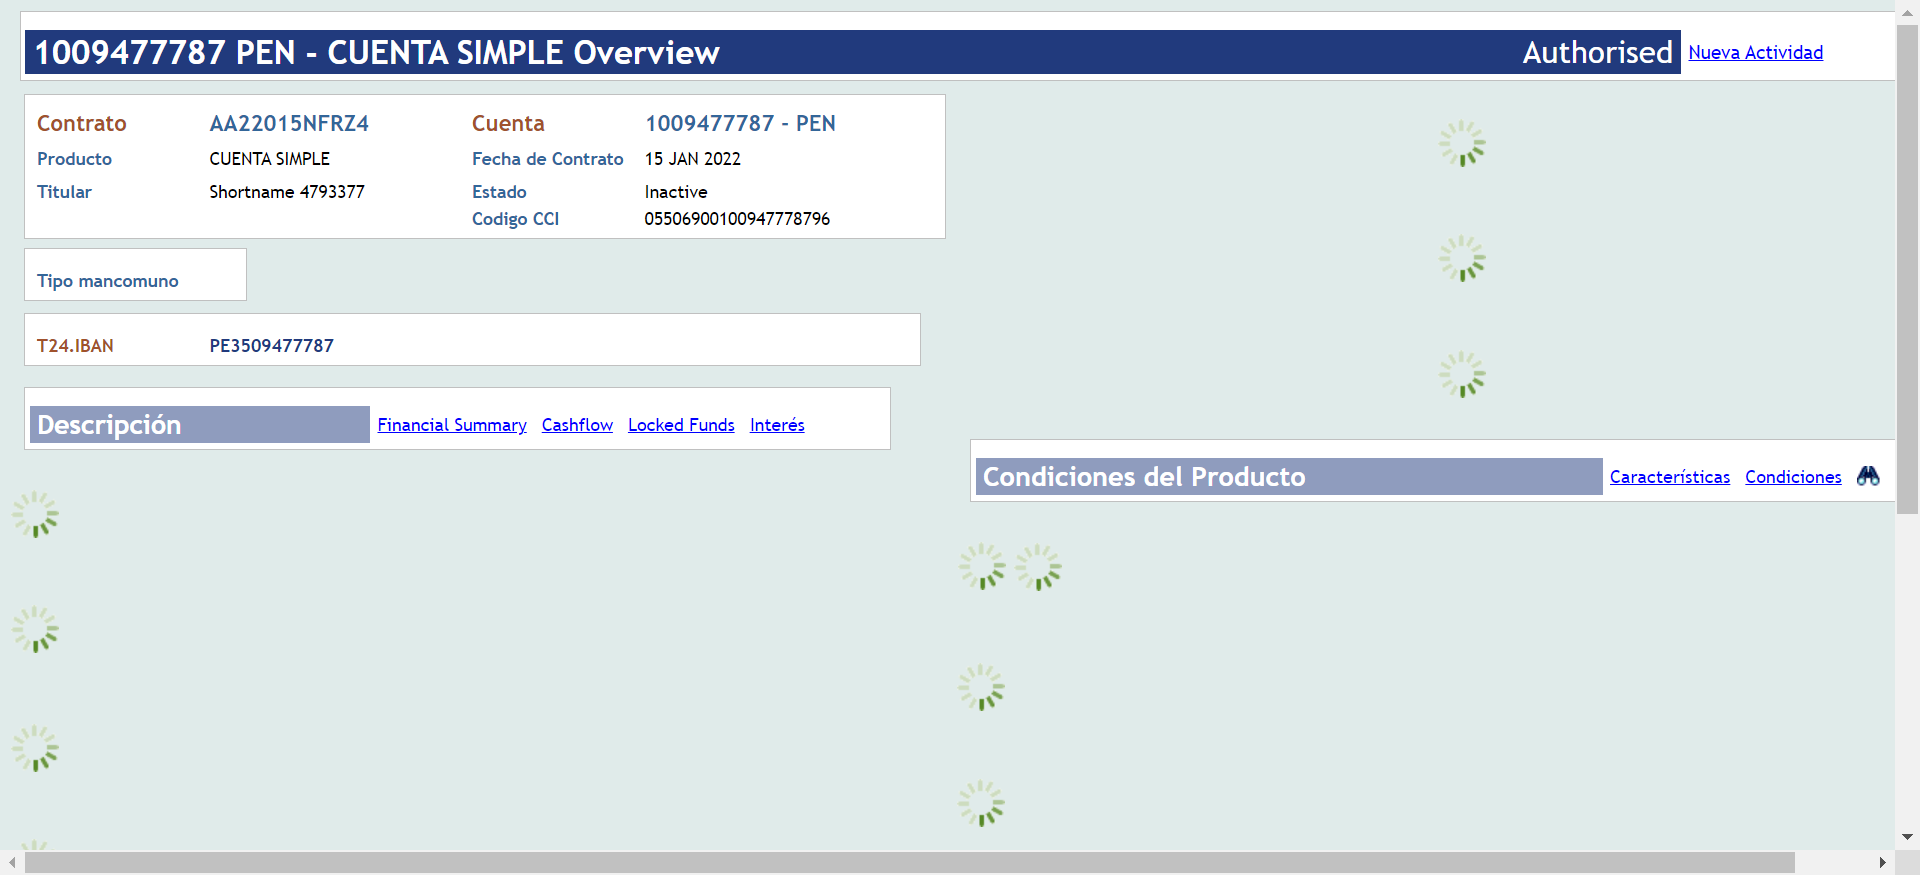 1009477787 PEN - CUENTA SIMPLE Overview Authorised Nueva Actividad
Contrato AA22015NFRZ4 Cuenta 1009477787 - PEN
Producto CUENTA SIMPLE Fecha de Contrato 15 JAN 2022
Titular Shortname 4793377 Estado Inactive
Codigo CCI 05506900100947778796
Tipo mancomuno
T24.IBAN PE3509477787
Descripción Financial Summary Cashflow Locked Funds Interés
Condiciones del Producto Características Condiciones